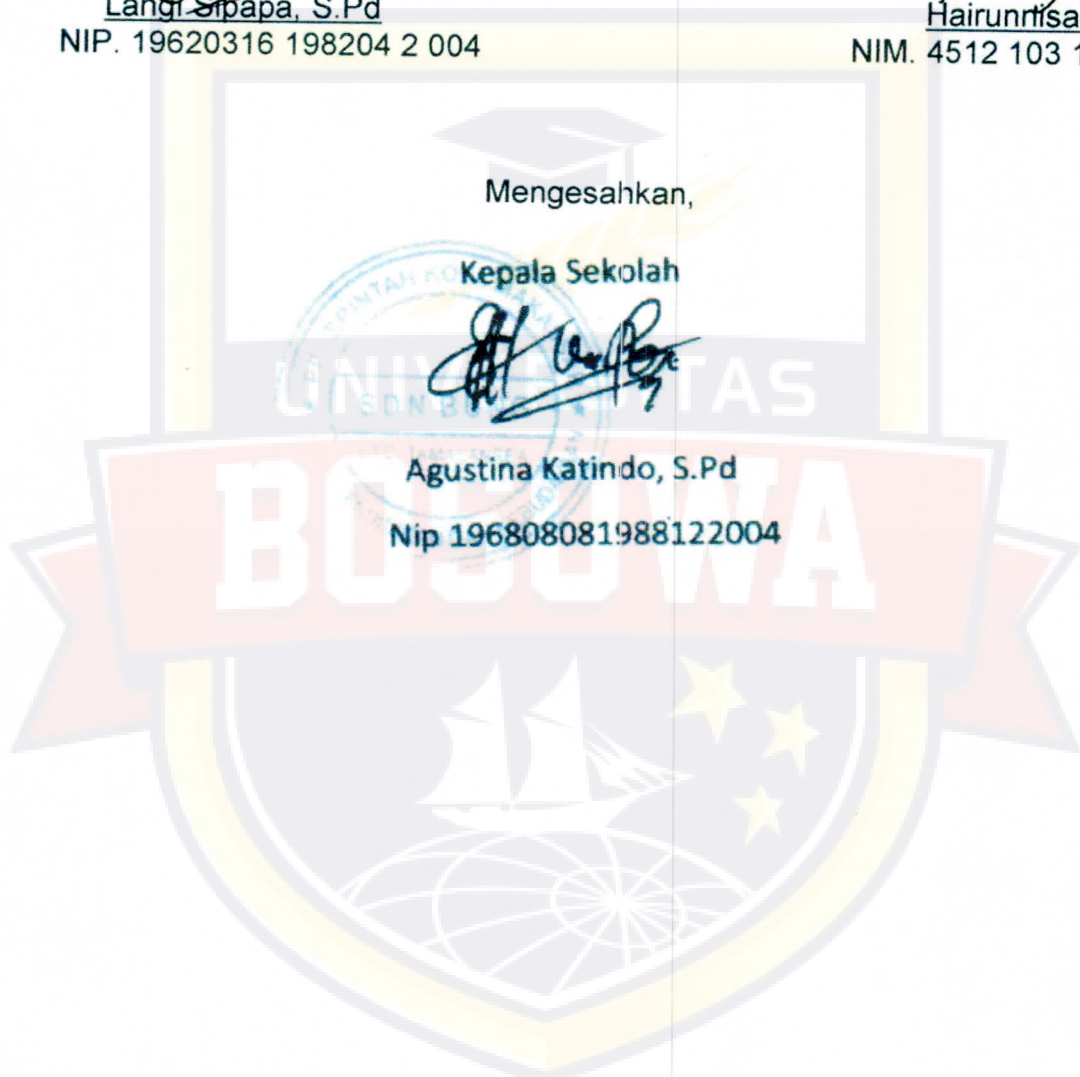 Langi Sipapa, S.Pd
NIP. 19620316 198204 2 004
Hairunnisa
NIM. 4512 103
Mengesahkan,
Kepala Sekolah
UNIVERSITAS
SDN
Agustina Katindo, S.Pd
Nip 196808081988122004
BOSOWA